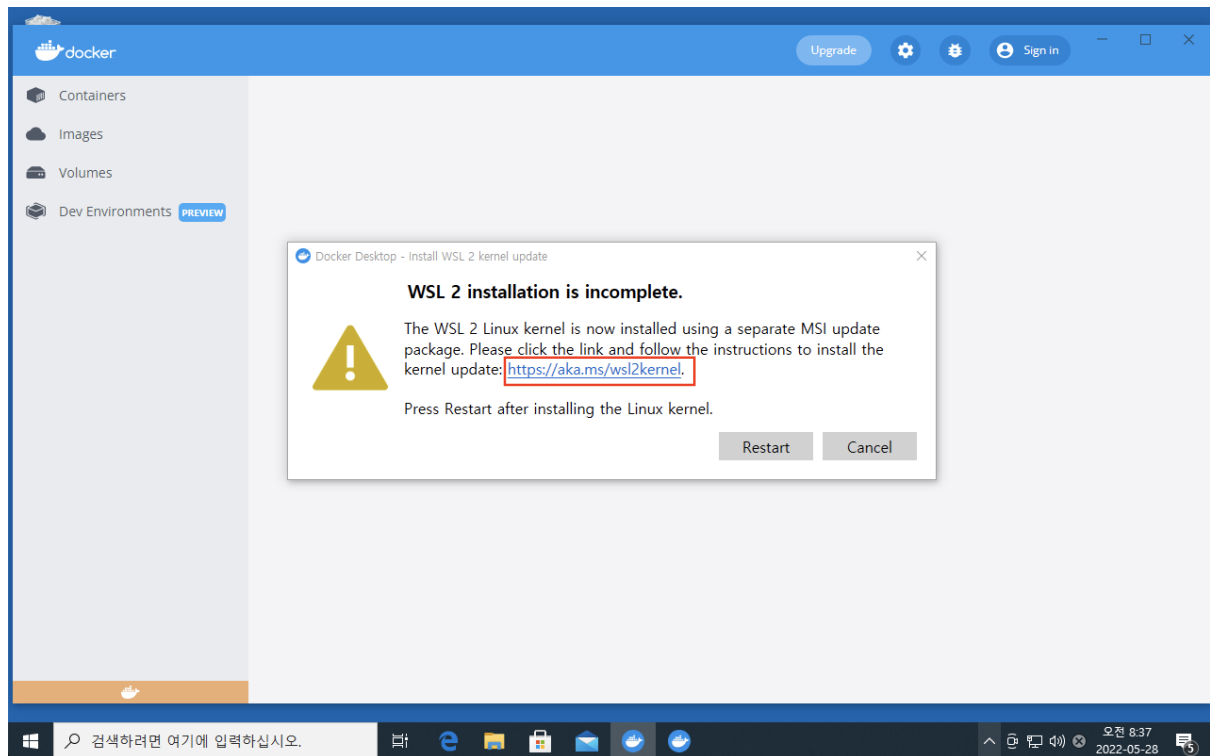 docker
Upgrade
Sign in
Containers
Images
Volumes
Dev Environments PREVIEW
Docker Desktop - Install WSL 2 kernel update
WSL 2 installation is incomplete.
The WSL 2 Linux kernel is now installed using a separate MSI update
package. Please click the link and follow the instructions to install the
kernel update: https://aka.ms/wsl2kernel.
Press Restart after installing the Linux kernel.
Restart Cancel
검색하려면 여기에 입력하십시오.
오전 8:37
2022-05-28
5